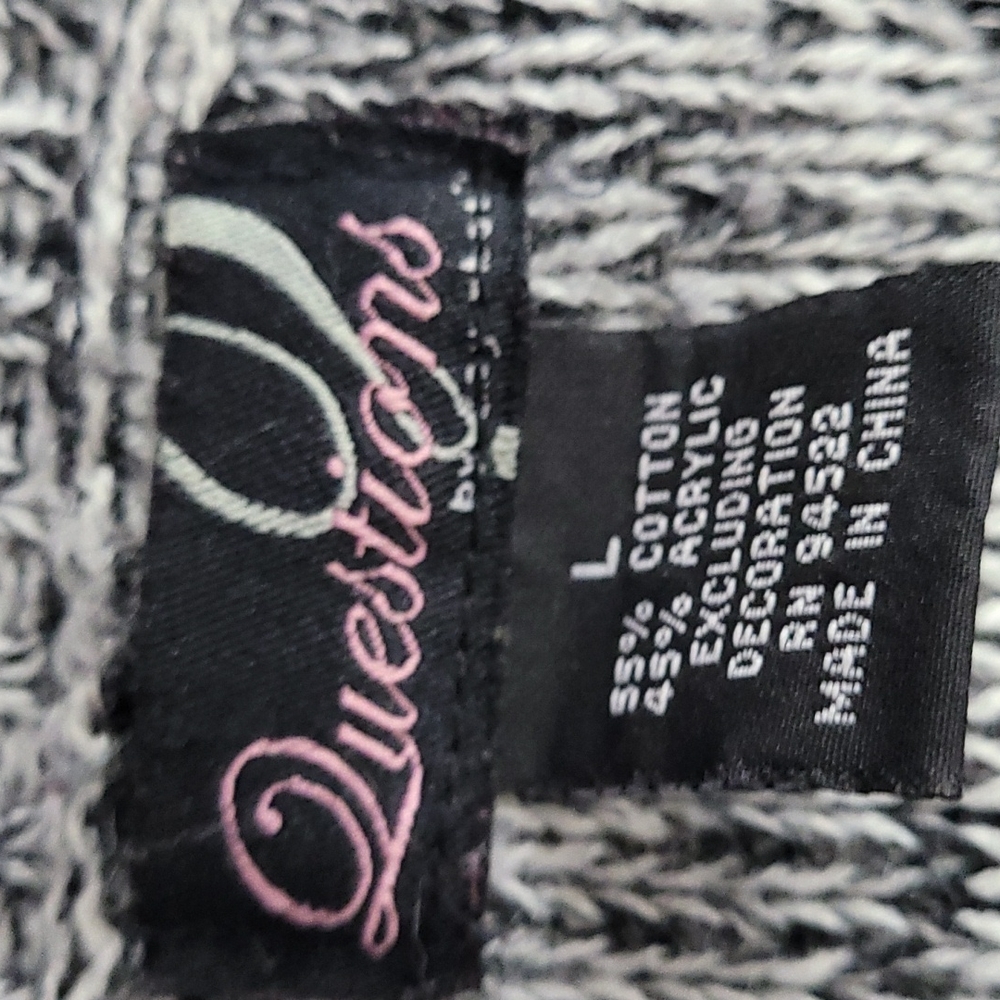 Questions
L
55% COTTON
45% ACRYLIC
EXCLUDING
DECORATION
RN 94522
MADE IN CHINA